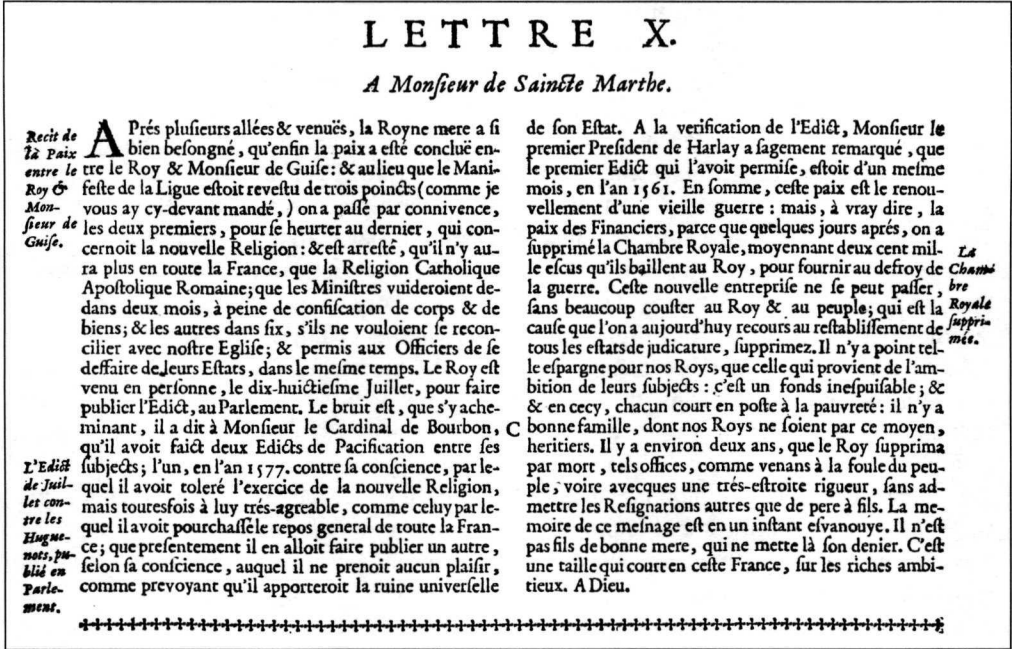 LETTRE X.
A Monſieur de Saincte Marthe.
Recit de
la Paix
entre le
Roy &
Mon-
ſieur de
Guiſe.
APrés pluſieurs allées & venuës, la Royne mere a ſi
bien beſongné, qu'enfin la paix a eſté concluë en-
tre le Roy & Monſieur de Guiſe: & au lieu que le Mani-
feſte de la Ligue eſtoit reveſtu de trois poincts (comme je
vous ay cy-devant mandé,) on a paſſé par connivence,
les deux premiers, pour ſe heurter au dernier, qui con-
cernoit la nouvelle Religion: & eſt arreſté, qu'il n'y au-
ra plus en toute la France, que la Religion Catholique
Apoſtolique Romaine; que les Miniſtres vuideroient de-
dans deux mois, à peine de confiſcation de corps & de
biens; & les autres dans ſix, s'ils ne vouloient ſe recon-
cilier avec noſtre Egliſe; & permis aux Officiers de ſe
deffaire de leurs Eſtats, dans le meſme temps. Le Roy eſt
venu en perſonne, le dix-huictieſme Juillet, pour faire
publier l'Edict, au Parlement. Le bruit eſt, que s'y ache-
minant, il a dit à Monſieur le Cardinal de Bourbon,
qu'il avoit faict deux Edicts de Pacification entre ſes
ſubjects; l'un, en l'an 1577. contre ſa conſcience, par le-
quel il avoit toleré l'exercice de la nouvelle Religion,
mais toutesfois à luy trés-agreable, comme celuy par le-
quel il avoit pourchaſſé le repos general de toute la Fran-
ce; que preſentement il en alloit faire publier un autre,
ſelon ſa conſcience, auquel il ne prenoit aucun plaiſir,
comme prevoyant qu'il apporteroit la ruine univerſelle
L'Edict
de Juil-
let con-
tre les
Hugue-
nots, pu-
blié en
Parle-
ment.
de ſon Eſtat. A la verification de l'Edict, Monſieur le
premier Preſident de Harlay a ſagement remarqué, que
le premier Edict qui l'avoit permiſe, eſtoit d'un meſme
mois, en l'an 1561. En ſomme, ceſte paix eſt le renou-
vellement d'une vieille guerre: mais, à vray dire, la
paix des Financiers, parce que quelques jours aprés, on a
ſupprimé la Chambre Royale, moyennant deux cent mil-
le eſcus qu'ils baillent au Roy, pour fournir au defroy de
la guerre. Ceſte nouvelle entrepriſe ne ſe peut paſſer,
ſans beaucoup couſter au Roy & au peuple; qui eſt la
cauſe que l'on a aujourd'huy recours au reſtabliſſement de
tous les eſtats de judicature, ſupprimez. Il n'y a point tel-
le eſpargne pour nos Roys, que celle qui provient de l'am-
bition de leurs ſubjects: c'eſt un fonds ineſpuiſable; &
& en cecy, chacun court en poſte à la pauvreté: il n'y a
C bonne famille, dont nos Roys ne ſoient par ce moyen,
heritiers. Il y a environ deux ans, que le Roy ſupprima
par mort, tels offices, comme venans à la foule du peu-
ple, voire avecques une trés-eſtroite rigueur, ſans ad-
mettre les Reſignations autres que de pere à fils. La me-
moire de ce meſnage eſt en un inſtant eſvanouye. Il n'eſt
pas fils de bonne mere, qui ne mette là ſon denier. C'eſt
une taille qui court en ceſte France, ſur les riches ambi-
tieux. A Dieu.
La
Cham-
bre
Royale
ſuppri-
mée.